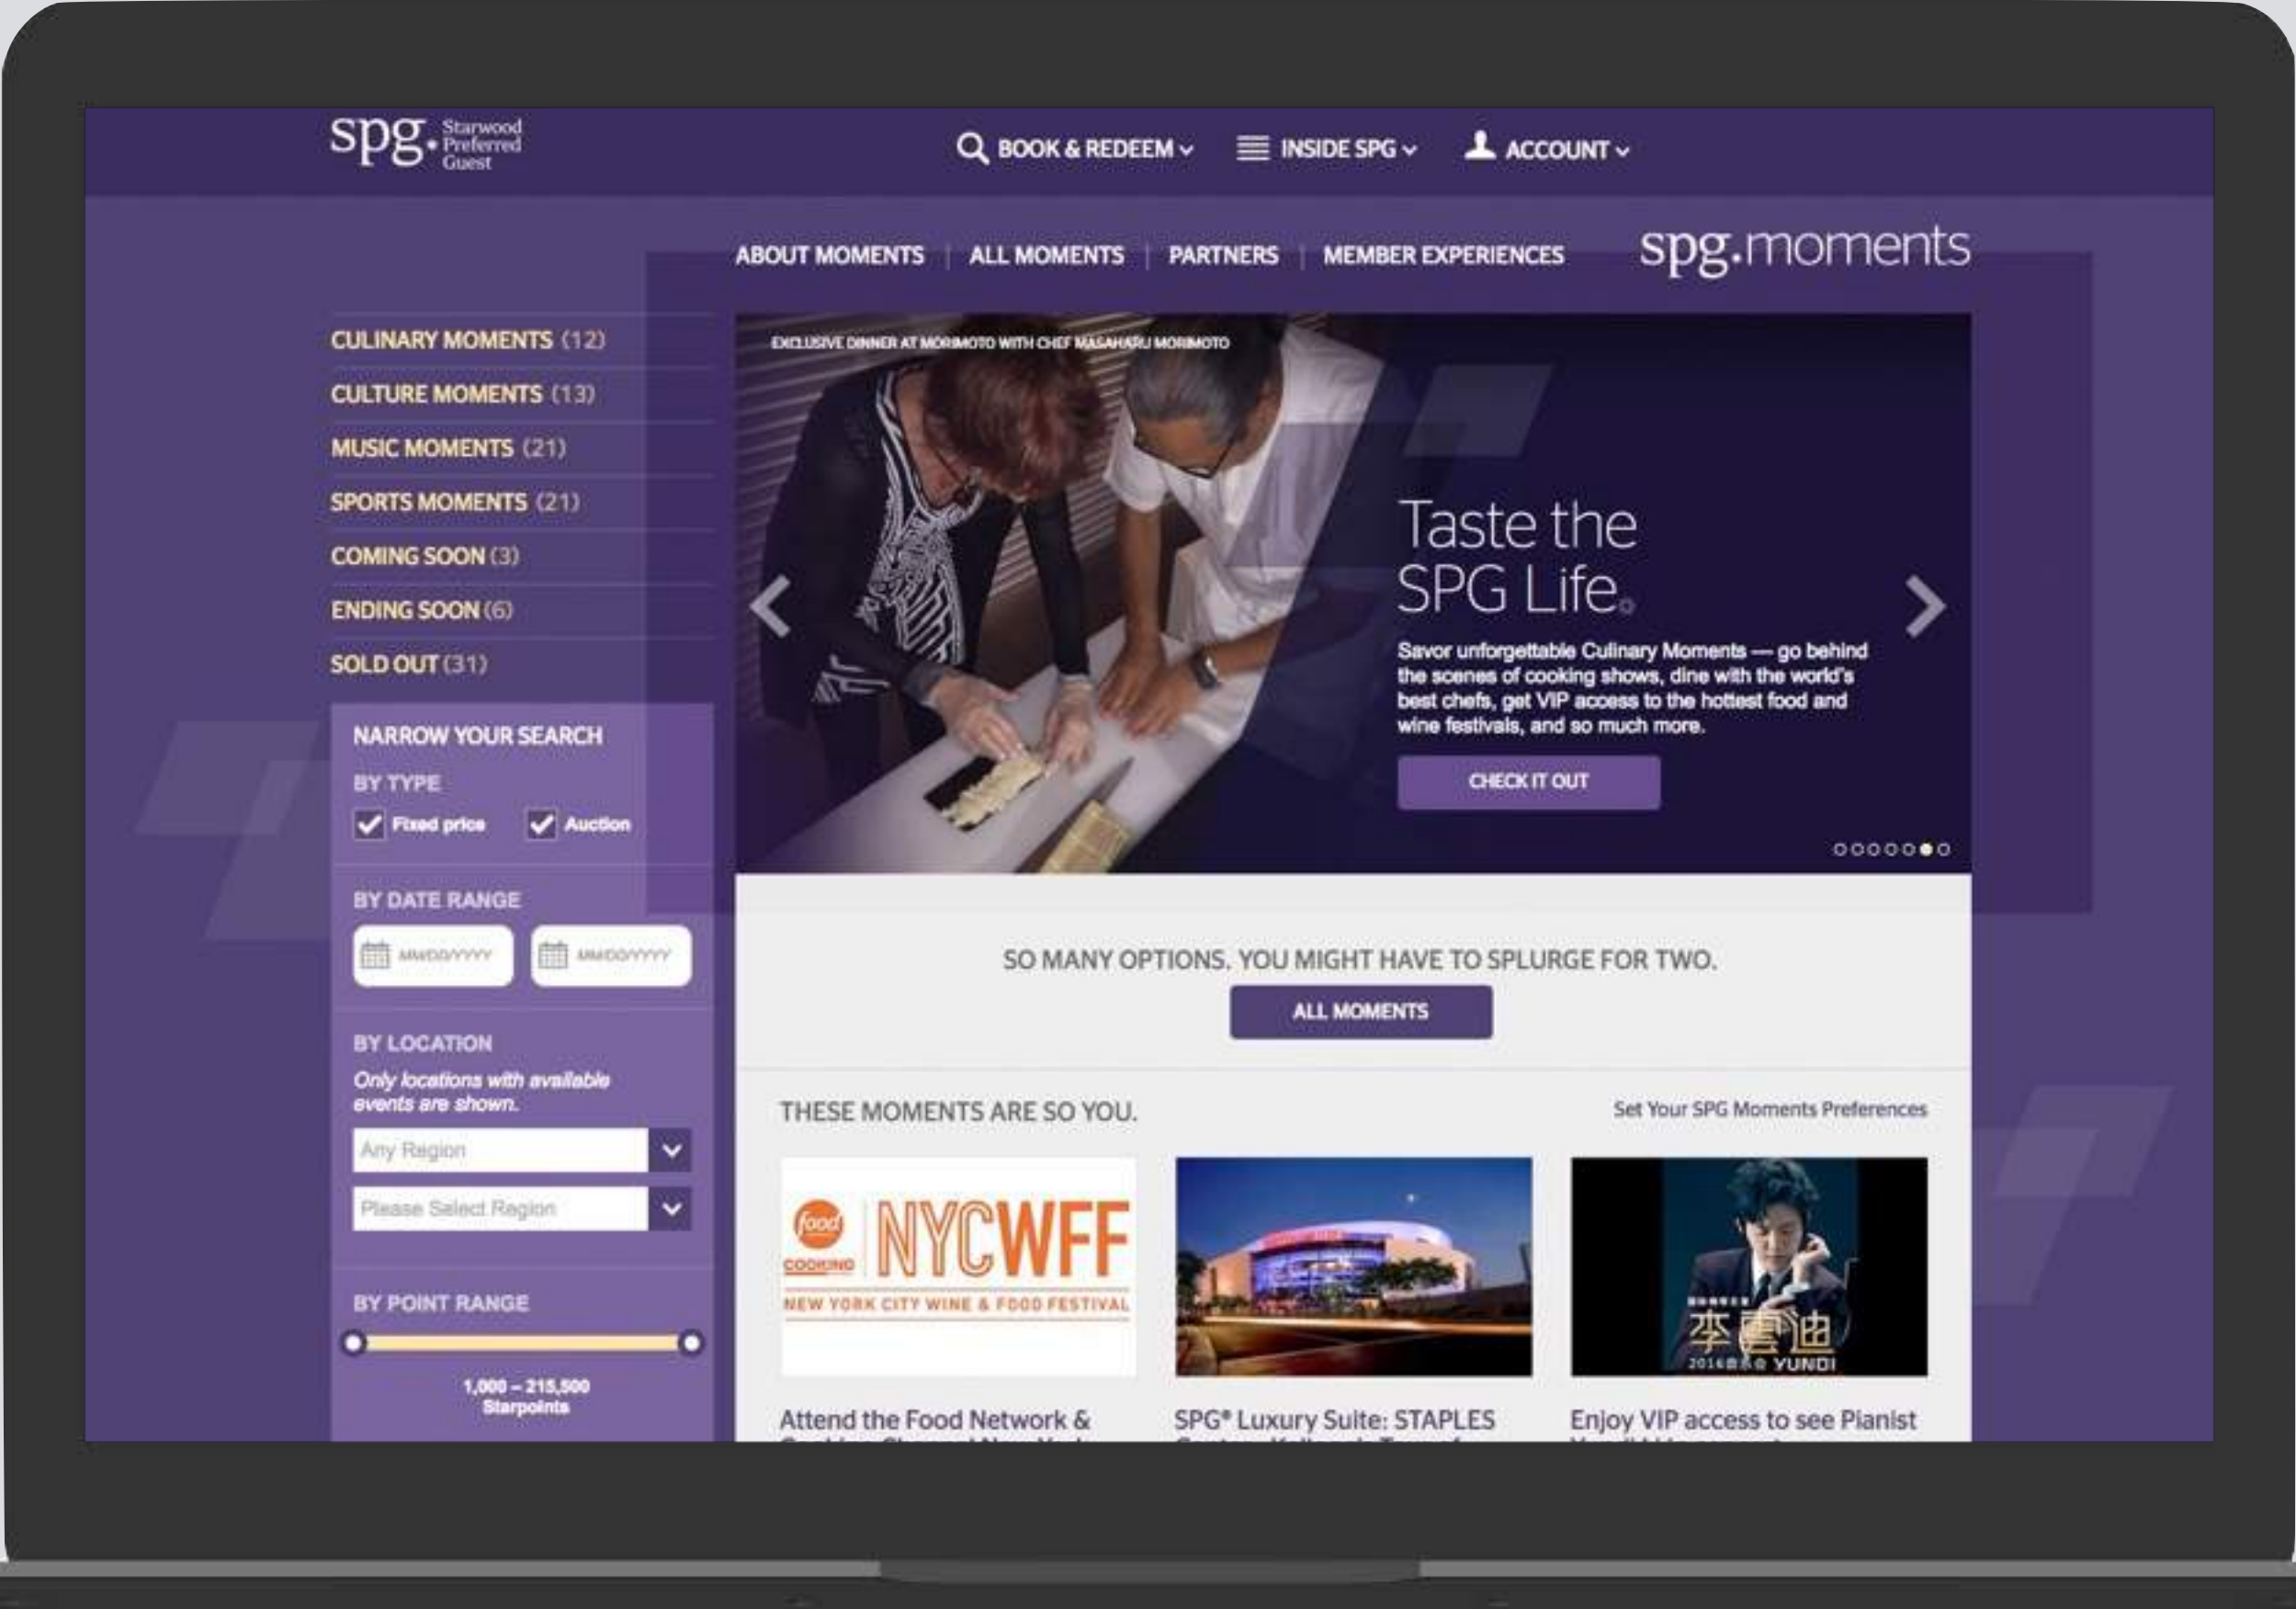 spg. Starwood
Preferred
Guest
BOOK & REDEEM
INSIDE SPG
ACCOUNT
ABOUT MOMENTS
ALL MOMENTS
PARTNERS
MEMBER EXPERIENCES
spg.moments
CULINARY MOMENTS (12)
CULTURE MOMENTS (13)
MUSIC MOMENTS (21)
SPORTS MOMENTS (21)
COMING SOON (3)
ENDING SOON (6)
SOLD OUT (31)
NARROW YOUR SEARCH
BY TYPE
Fixed price
Auction
BY DATE RANGE
MM/DD/YYYY
MM/DD/YYYY
BY LOCATION
Only locations with available
events are shown.
Any Region
Please Select Region
BY POINT RANGE
1,000 – 215,500
Starpoints
EXCLUSIVE DINNER AT MORIMOTO WITH CHEF MASAHARU MORIMOTO
Taste the
SPG Life.
Savor unforgettable Culinary Moments — go behind
the scenes of cooking shows, dine with the world's
best chefs, get VIP access to the hottest food and
wine festivals, and so much more.
CHECK IT OUT
SO MANY OPTIONS. YOU MIGHT HAVE TO SPLURGE FOR TWO.
ALL MOMENTS
THESE MOMENTS ARE SO YOU.
Set Your SPG Moments Preferences
food
COOKING
NYCWFF
NEW YORK CITY WINE & FOOD FESTIVAL
李雲迪
2016音乐会 YUNDI
Attend the Food Network &
SPG® Luxury Suite: STAPLES
Enjoy VIP access to see Pianist